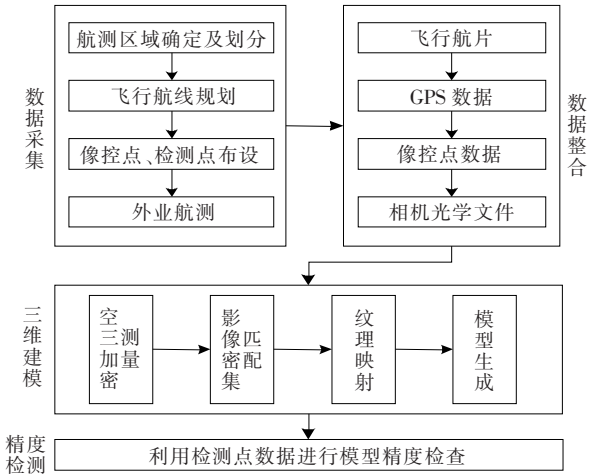 数据采集
航测区域确定及划分
飞行航线规划
像控点、检测点布设
外业航测
飞行航片
GPS 数据
像控点数据
相机光学文件
数据整合
三维建模
空三测
加量
密
影
像匹
密配
集
纹理映射
模型生成
精度
检测
利用检测点数据进行模型精度检查